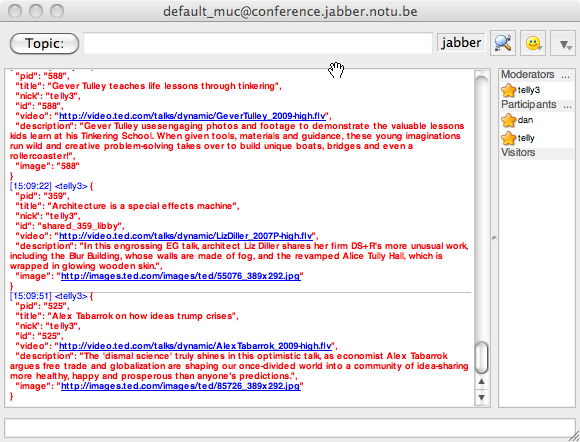 default_muc@conference.jabber.notu.be
Topic:
jabber
"pid": "588",
"title": "Gever Tulley teaches life lessons through tinkering"
"nick": "telly3"
"id": "588",
"video": "http://video.ted.com/talks/dynamic/GeverTulley_2009-high.flv",
"description": "Gever Tulley usesengaging photos and footage to demonstrate the valuable lessons
kids learn at his Tinkering School. When given tools, materials and guidance, these young imaginations
run wild and creative problem-solving takes over to build unique boats, bridges and even a
rollercoaster!",
"image": "588"
}
[15:09:22] <telly3> {
"pid": "359",
"title": "Architecture is a special effects machine",
"nick": "telly3",
"id": "shared_359_libby",
"video": "http://video.ted.com/talks/dynamic/LizDiller_2007P-high.flv",
"description": "In this engrossing EG talk, architect Liz Diller shares her firm DS+R's more unusual work,
including the Blur Building, whose walls are made of fog, and the revamped Alice Tully Hall, which is
wrapped in glowing wooden skin.",
"image": "http://images.ted.com/images/ted/55076_389x292.jpg"
}
[15:09:51] <telly3> {
"pid": "525",
"title": "Alex Tabarrok on how ideas trump crises",
"nick": "telly3",
"id": "525",
"video": "http://video.ted.com/talks/dynamic/AlexTabarrok_2009-high.flv",
"description": "The 'dismal science' truly shines in this optimistic talk, as economist Alex Tabarrok
argues free trade and globalization are shaping our once-divided world into a community of idea-sharing
more healthy, happy and prosperous than anyone's predictions.",
"image": "http://images.ted.com/images/ted/85726_389x292.jpg"
}
Moderators ...
telly3
Participants ...
dan
telly
Visitors